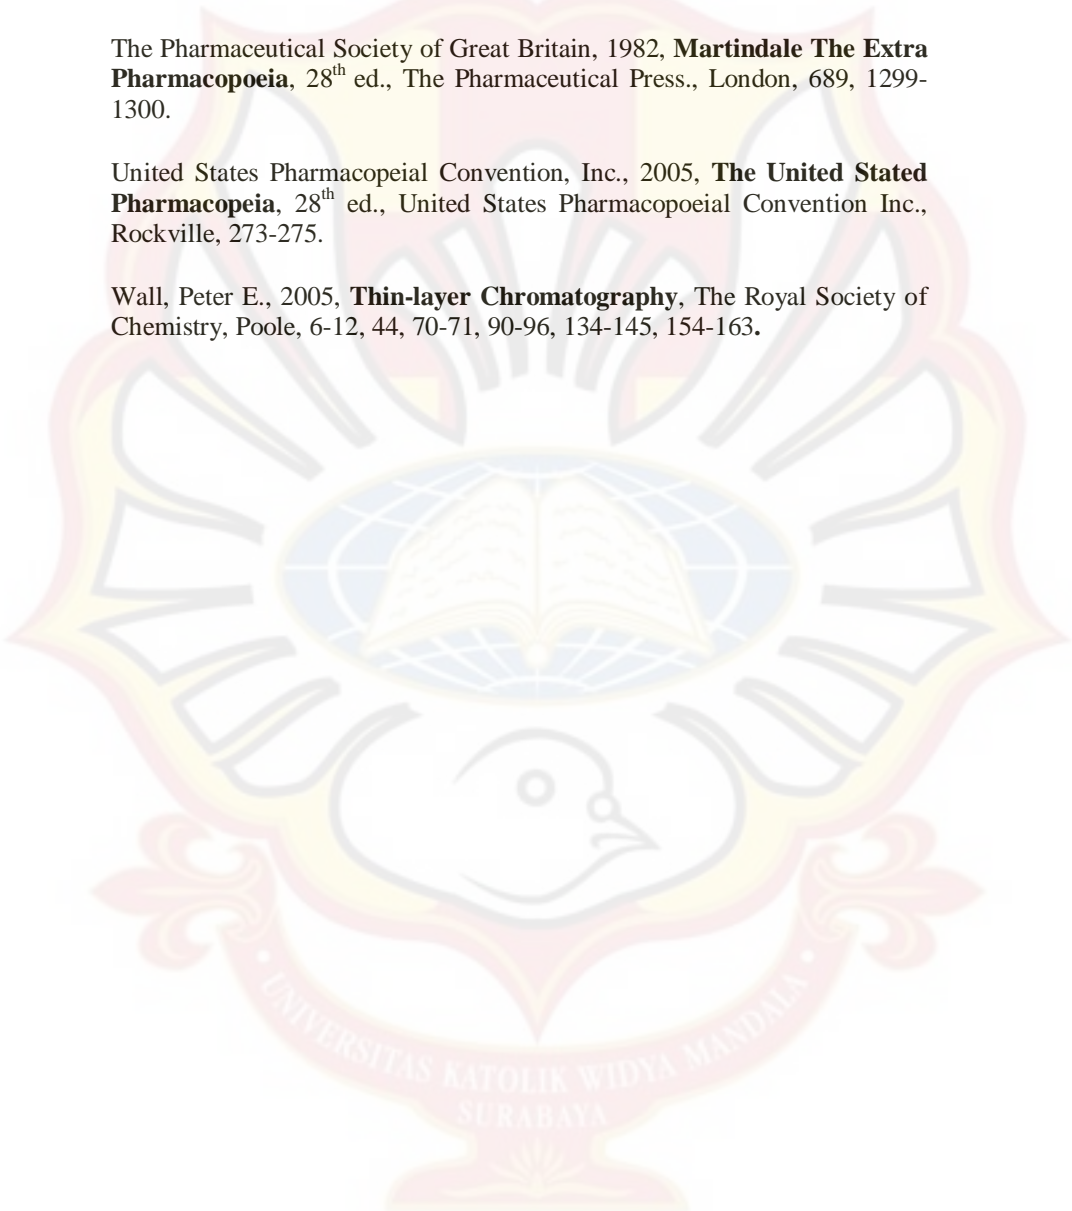 The Pharmaceutical Society of Great Britain, 1982, Martindale The Extra
Pharmacopoeia, 28th ed., The Pharmaceutical Press., London, 689, 1299-
1300.
United States Pharmacopeial Convention, Inc., 2005, The United Stated
Pharmacopeia, 28th ed., United States Pharmacopoeial Convention Inc.,
Rockville, 273-275.
Wall, Peter E., 2005, Thin-layer Chromatography, The Royal Society of
Chemistry, Poole, 6-12, 44, 70-71, 90-96, 134-145, 154-163.
• UNIVERSITAS KATOLIK WIDYA MANDALA •
SURABAYA